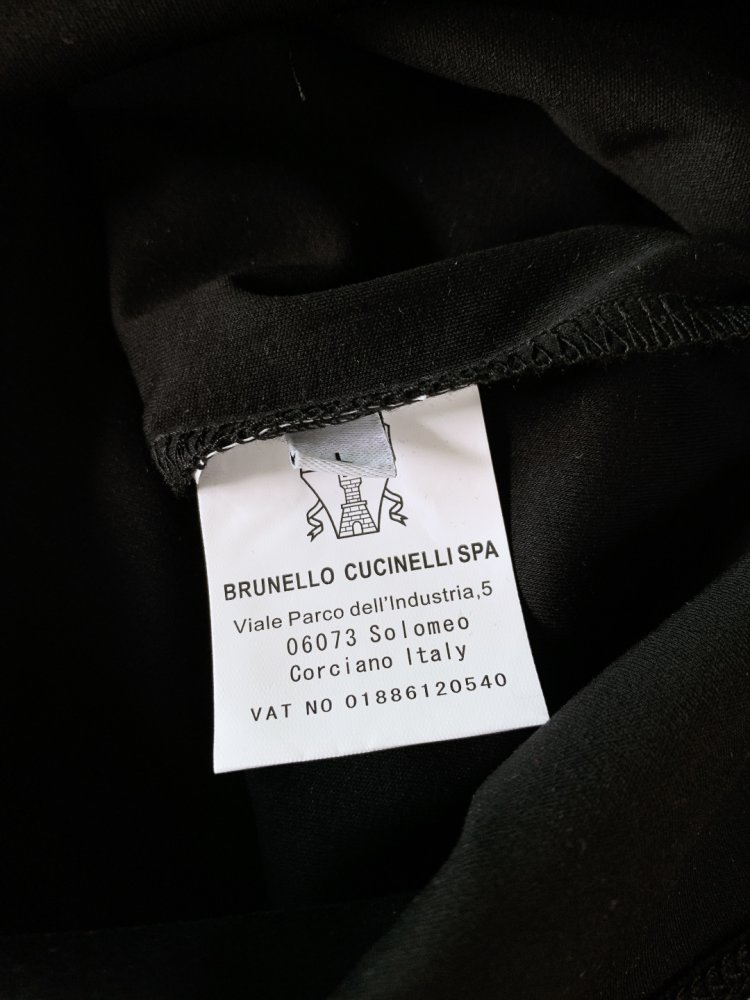 BRUNELLO CUCINELLI SPA
Viale Parco dell'Industria,5
06073 Solomeo
Corciano Italy
VAT NO 01886120540